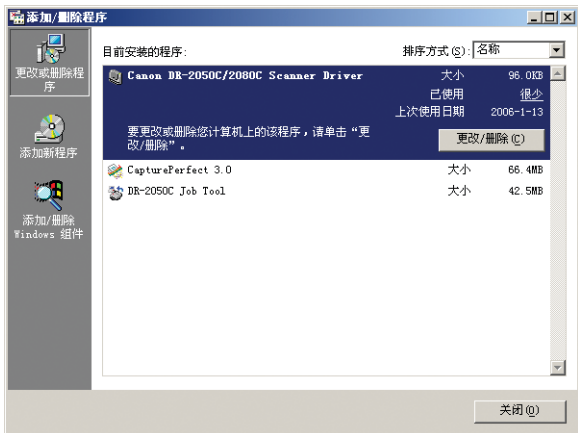 添加/删除程序
更改或删除程序
添加新程序
添加/删除
Windows 组件
目前安装的程序:
排序方式(S): 名称
Canon DR-2050C/2080C Scanner Driver 大小 96.0KB
已使用 很少
上次使用日期 2006-1-13
要更改或删除您计算机上的该程序，请单击“更
改/删除”。
更改/删除(C)
CapturePerfect 3.0 大小 66.4MB
DR-2050C Job Tool 大小 42.5MB
关闭(O)